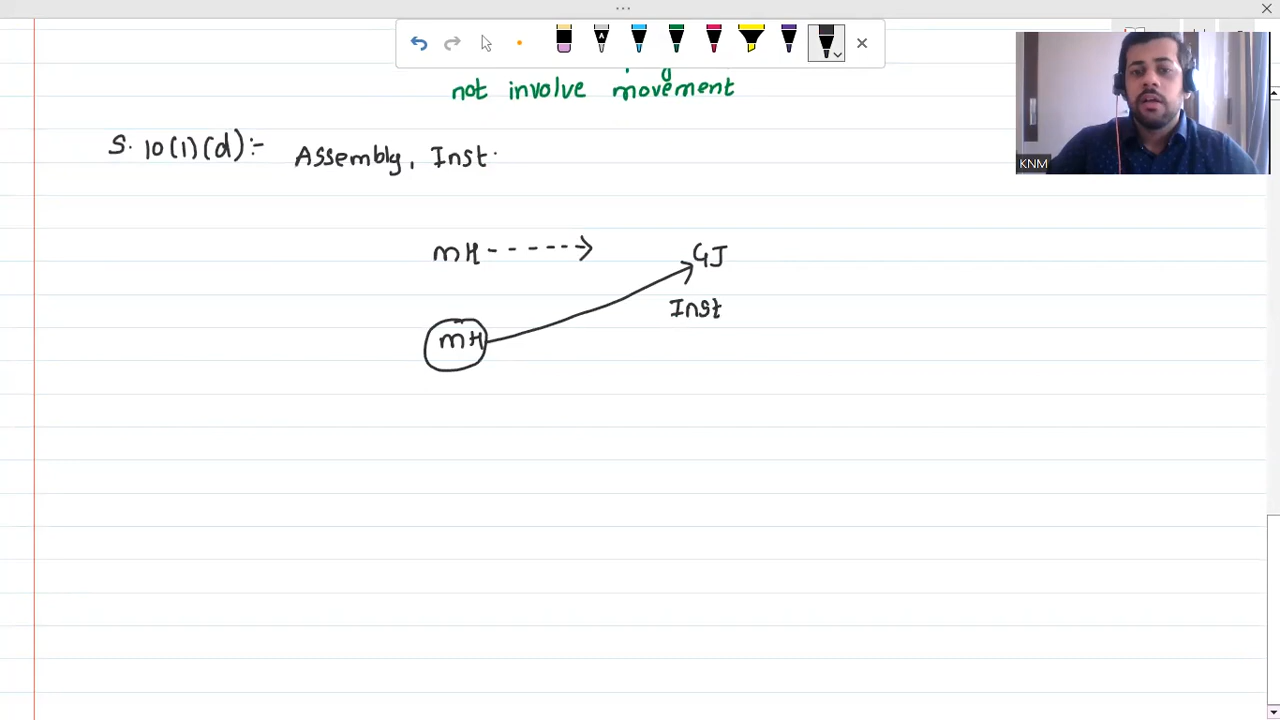 not involve movement
S. 10(1)(d):- Assembly, Inst.
MH GJ
Inst
MH
KNM